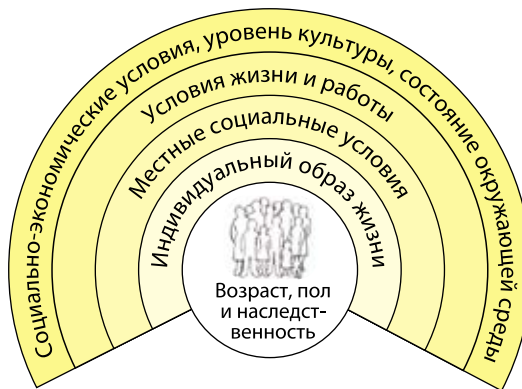 Социально-экономические условия, уровень культуры, состояние окружающей среды
Условия жизни и работы
Местные социальные условия
Индивидуальный образ жизни
Возраст, пол
и наследст-
венность